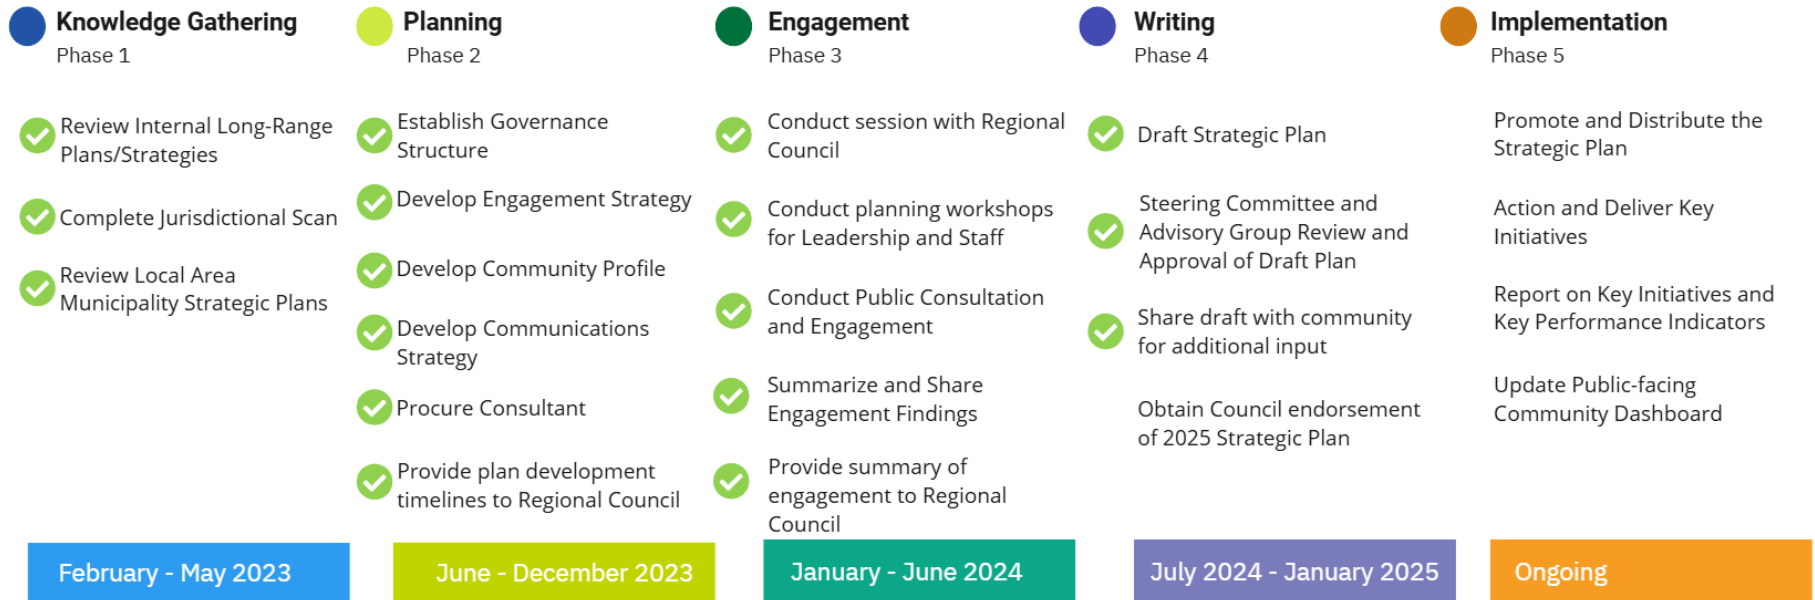 Knowledge Gathering
Phase 1
Review Internal Long-Range
Plans/Strategies
Complete Jurisdictional Scan
Review Local Area
Municipality Strategic Plans
February - May 2023
Planning
Phase 2
Establish Governance
Structure
Develop Engagement Strategy
Develop Community Profile
Develop Communications
Strategy
Procure Consultant
Provide plan development
timelines to Regional Council
June - December 2023
Engagement
Phase 3
Conduct session with Regional
Council
Conduct planning workshops
for Leadership and Staff
Conduct Public Consultation
and Engagement
Summarize and Share
Engagement Findings
Provide summary of
engagement to Regional
Council
January - June 2024
Writing
Phase 4
Draft Strategic Plan
Steering Committee and
Advisory Group Review and
Approval of Draft Plan
Share draft with community
for additional input
Obtain Council endorsement
of 2025 Strategic Plan
July 2024 - January 2025
Implementation
Phase 5
Promote and Distribute the
Strategic Plan
Action and Deliver Key
Initiatives
Report on Key Initiatives and
Key Performance Indicators
Update Public-facing
Community Dashboard
Ongoing